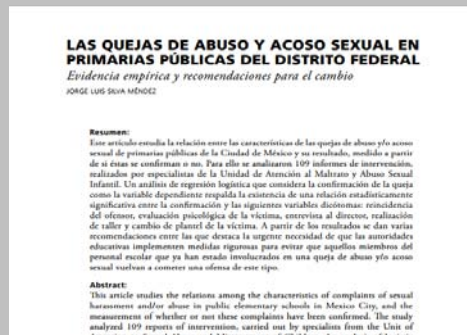 LAS QUEJAS DE ABUSO Y ACOSO SEXUAL EN
PRIMARIAS PÚBLICAS DEL DISTRITO FEDERAL
Evidencia empírica y recomendaciones para el cambio
JORGE LUIS SILVA MÉNDEZ
Resumen:
Este artículo estudia la relación entre las características de las quejas de abuso y/o acoso
sexual de primarias públicas de la Ciudad de México y su resultado, medido a partir
de si éstas se confirman o no. Para ello se analizaron 109 informes de intervención,
realizados por especialistas de la Unidad de Atención al Maltrato y Abuso Sexual
Infantil. Un análisis de regresión logística que considera la confirmación de la queja
como la variable dependiente respalda la existencia de una relación estadísticamente
significativa entre la confirmación y las siguientes variables dicótomas: reincidencia
del ofensor, evaluación psicológica de la víctima, entrevista al director, realización
de taller y cambio de plantel de la víctima. A partir de los resultados se dan varias
recomendaciones entre las que destaca la urgente necesidad de que las autoridades
educativas implementen medidas rigurosas para evitar que aquellos miembros del
personal escolar que ya han estado involucrados en una queja de abuso y/o acoso
sexual vuelvan a cometer una ofensa de este tipo.
Abstract:
This article studies the relations among the characteristics of complaints of sexual
harassment and/or abuse in public elementary schools in Mexico City, and the
measurement of whether or not these complaints have been confirmed. The study
analyzed 109 reports of intervention, carried out by specialists from the Unit of